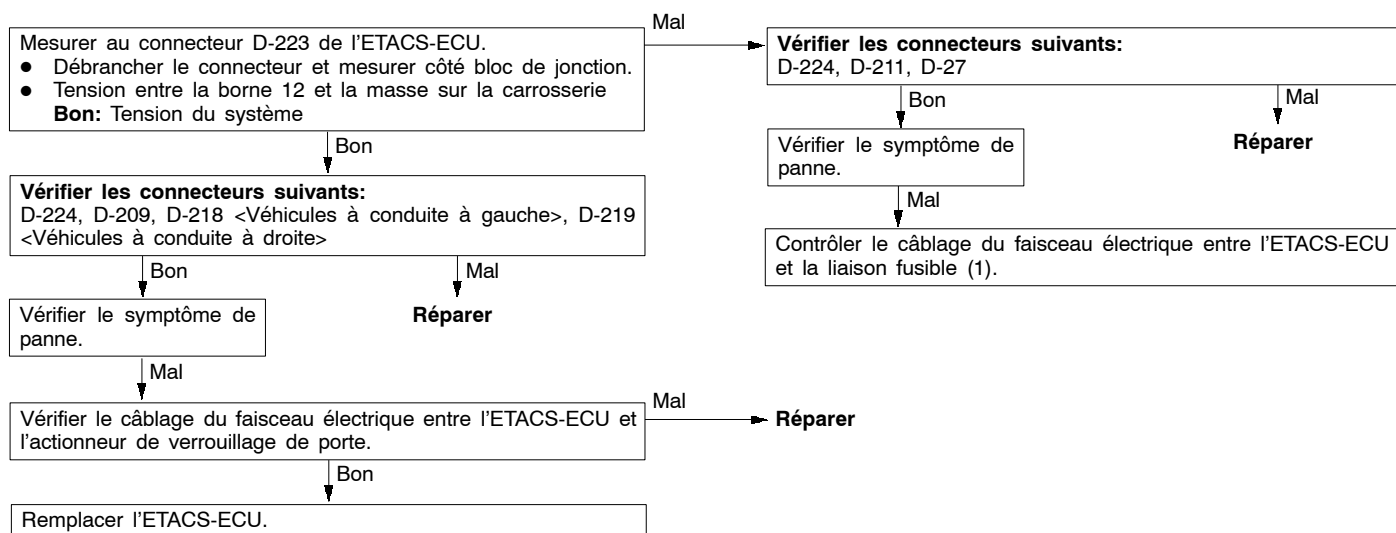 Mesurer au connecteur D-223 de l'ETACS-ECU.
● Débrancher le connecteur et mesurer côté bloc de jonction.
● Tension entre la borne 12 et la masse sur la carrosserie
Bon: Tension du système
Mal
Vérifier les connecteurs suivants:
D-224, D-211, D-27
Bon
Mal
Vérifier le symptôme de
panne.
Réparer
Mal
Contrôler le câblage du faisceau électrique entre l'ETACS-ECU
et la liaison fusible (1).
Bon
Vérifier les connecteurs suivants:
D-224, D-209, D-218 <Véhicules à conduite à gauche>, D-219
<Véhicules à conduite à droite>
Bon
Mal
Vérifier le symptôme de
panne.
Réparer
Mal
Vérifier le câblage du faisceau électrique entre l'ETACS-ECU et
l'actionneur de verrouillage de porte.
Mal
Réparer
Bon
Remplacer l'ETACS-ECU.